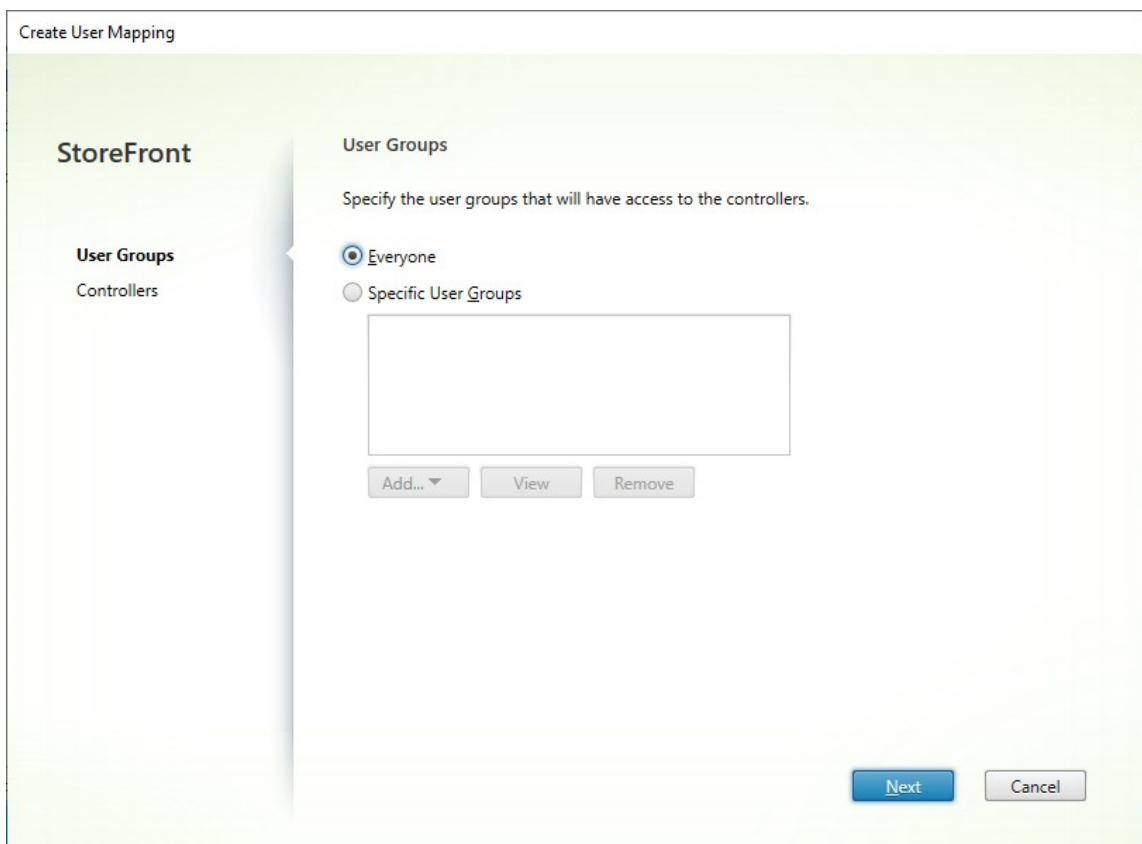 Create User Mapping
StoreFront
User Groups
Controllers
User Groups
Specify the user groups that will have access to the controllers.
Everyone
Specific User Groups
Add...
View
Remove
Next
Cancel